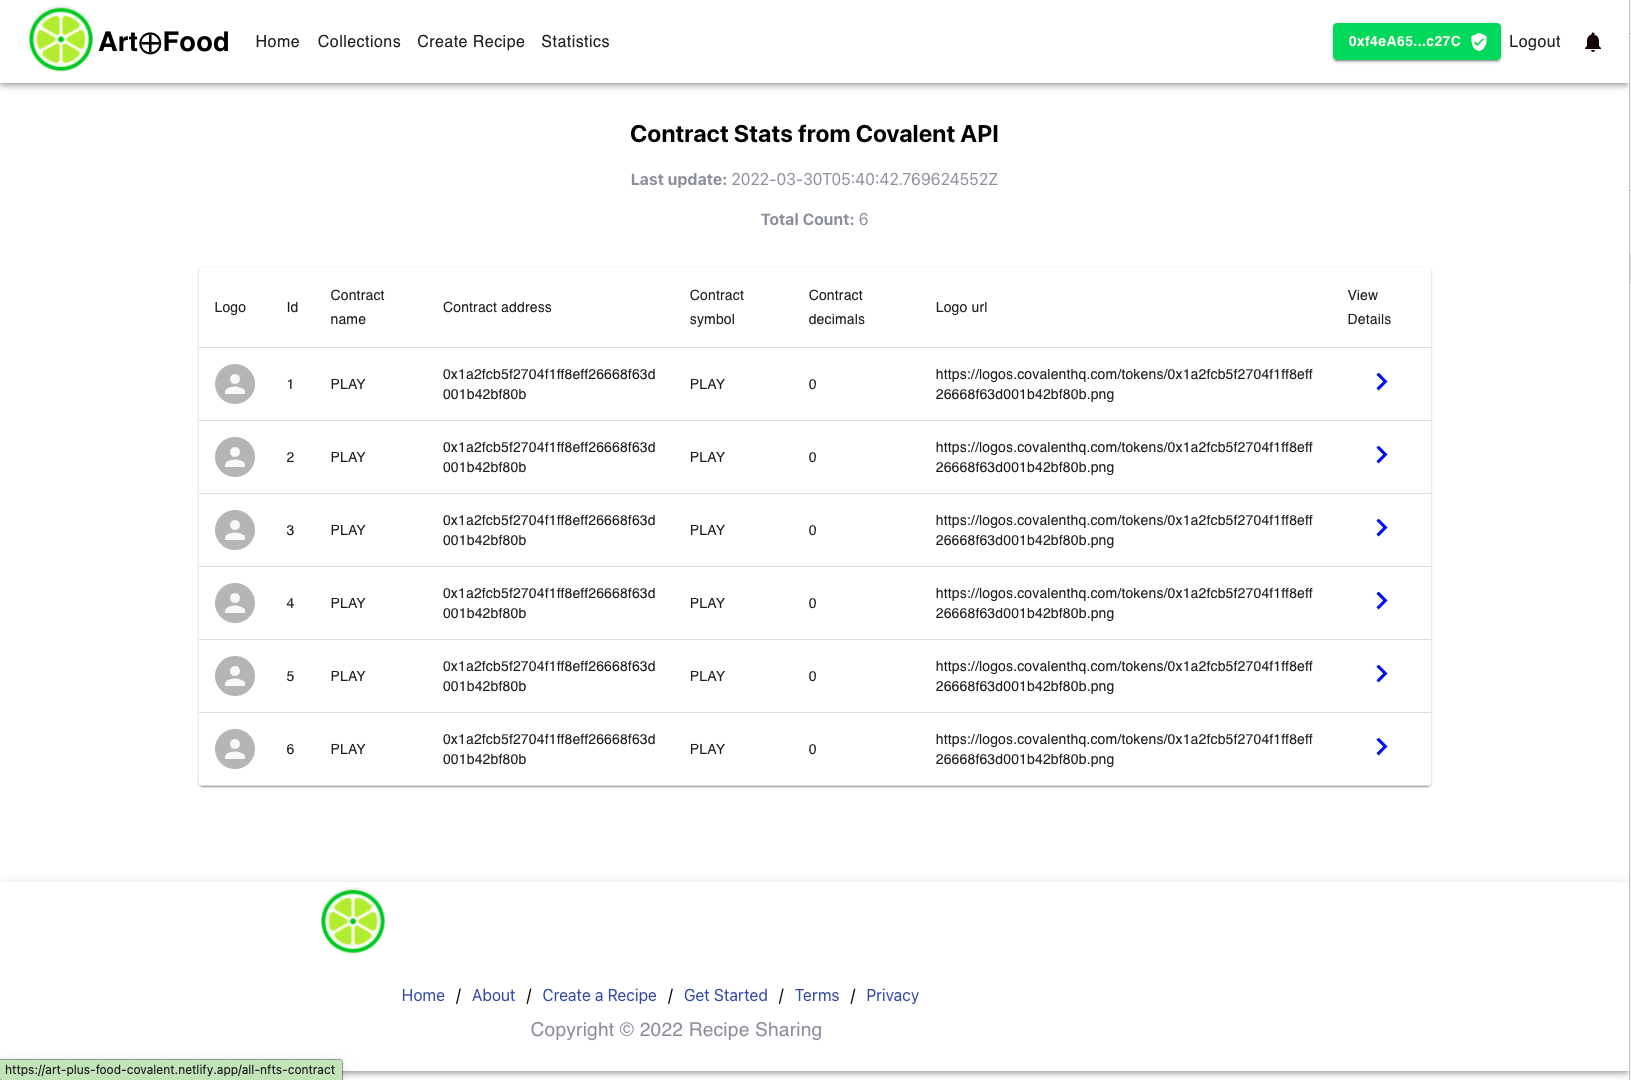 Art⨁Food Home Collections Create Recipe Statistics 0xf4eA65...c27C Logout
Contract Stats from Covalent API
Last update: 2022-03-30T05:40:42.769624552Z
Total Count: 6
Logo Id Contract name Contract address Contract symbol Contract decimals Logo url View Details
1 PLAY 0x1a2fcb5f2704f1ff8eff26668f63d001b42bf80b PLAY 0 https://logos.covalenthq.com/tokens/0x1a2fcb5f2704f1ff8eff26668f63d001b42bf80b.png
2 PLAY 0x1a2fcb5f2704f1ff8eff26668f63d001b42bf80b PLAY 0 https://logos.covalenthq.com/tokens/0x1a2fcb5f2704f1ff8eff26668f63d001b42bf80b.png
3 PLAY 0x1a2fcb5f2704f1ff8eff26668f63d001b42bf80b PLAY 0 https://logos.covalenthq.com/tokens/0x1a2fcb5f2704f1ff8eff26668f63d001b42bf80b.png
4 PLAY 0x1a2fcb5f2704f1ff8eff26668f63d001b42bf80b PLAY 0 https://logos.covalenthq.com/tokens/0x1a2fcb5f2704f1ff8eff26668f63d001b42bf80b.png
5 PLAY 0x1a2fcb5f2704f1ff8eff26668f63d001b42bf80b PLAY 0 https://logos.covalenthq.com/tokens/0x1a2fcb5f2704f1ff8eff26668f63d001b42bf80b.png
6 PLAY 0x1a2fcb5f2704f1ff8eff26668f63d001b42bf80b PLAY 0 https://logos.covalenthq.com/tokens/0x1a2fcb5f2704f1ff8eff26668f63d001b42bf80b.png
Home / About / Create a Recipe / Get Started / Terms / Privacy
Copyright © 2022 Recipe Sharing
https://art-plus-food-covalent.netlify.app/all-nfts-contract